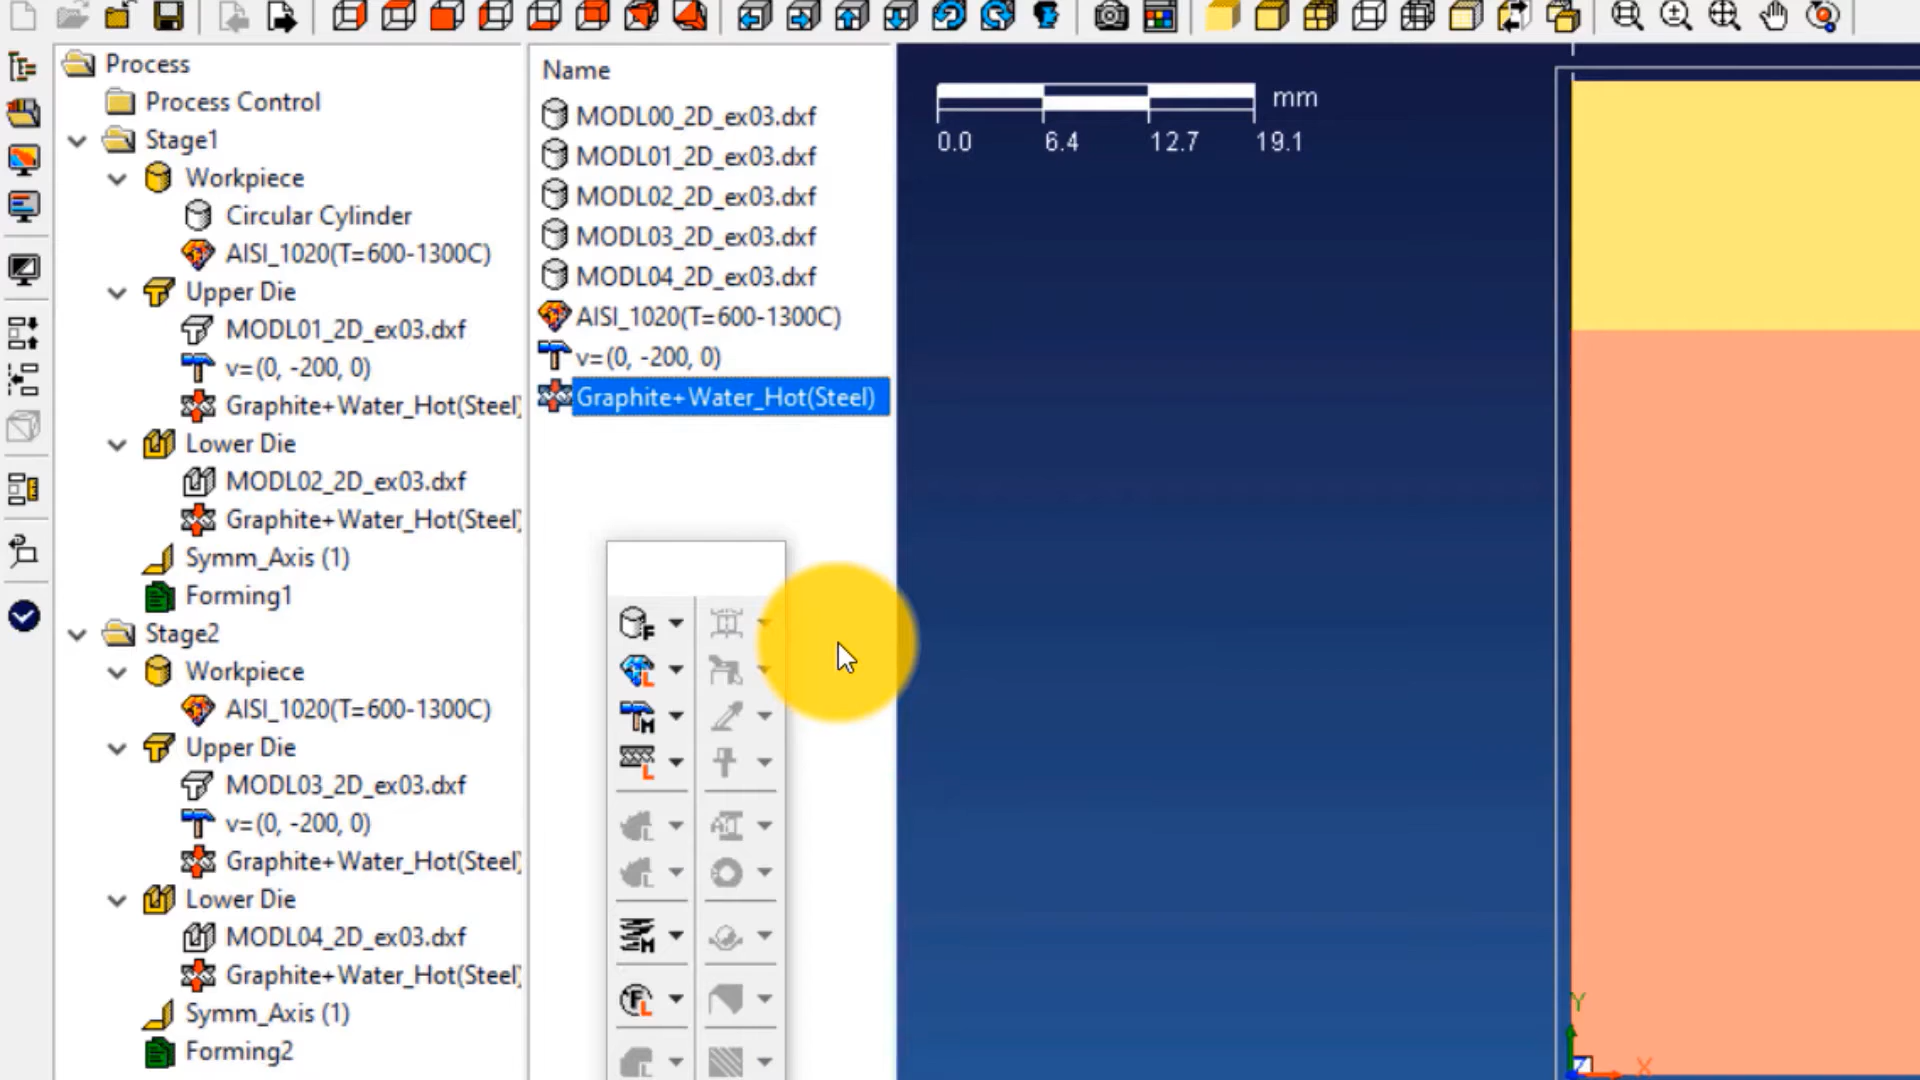 Process
Process Control
Stage1
Workpiece
Circular Cylinder
AISI_1020(T=600-1300C)
Upper Die
MODL01_2D_ex03.dxf
v=(0, -200, 0)
Graphite+Water_Hot(Steel)
Lower Die
MODL02_2D_ex03.dxf
Graphite+Water_Hot(Steel)
Symm_Axis (1)
Forming1
Stage2
Workpiece
AISI_1020(T=600-1300C)
Upper Die
MODL03_2D_ex03.dxf
v=(0, -200, 0)
Graphite+Water_Hot(Steel)
Lower Die
MODL04_2D_ex03.dxf
Graphite+Water_Hot(Steel)
Symm_Axis (1)
Forming2
Name
MODL00_2D_ex03.dxf
MODL01_2D_ex03.dxf
MODL02_2D_ex03.dxf
MODL03_2D_ex03.dxf
MODL04_2D_ex03.dxf
AISI_1020(T=600-1300C)
v=(0, -200, 0)
Graphite+Water_Hot(Steel)
mm
0.0 6.4 12.7 19.1
Y
Z X